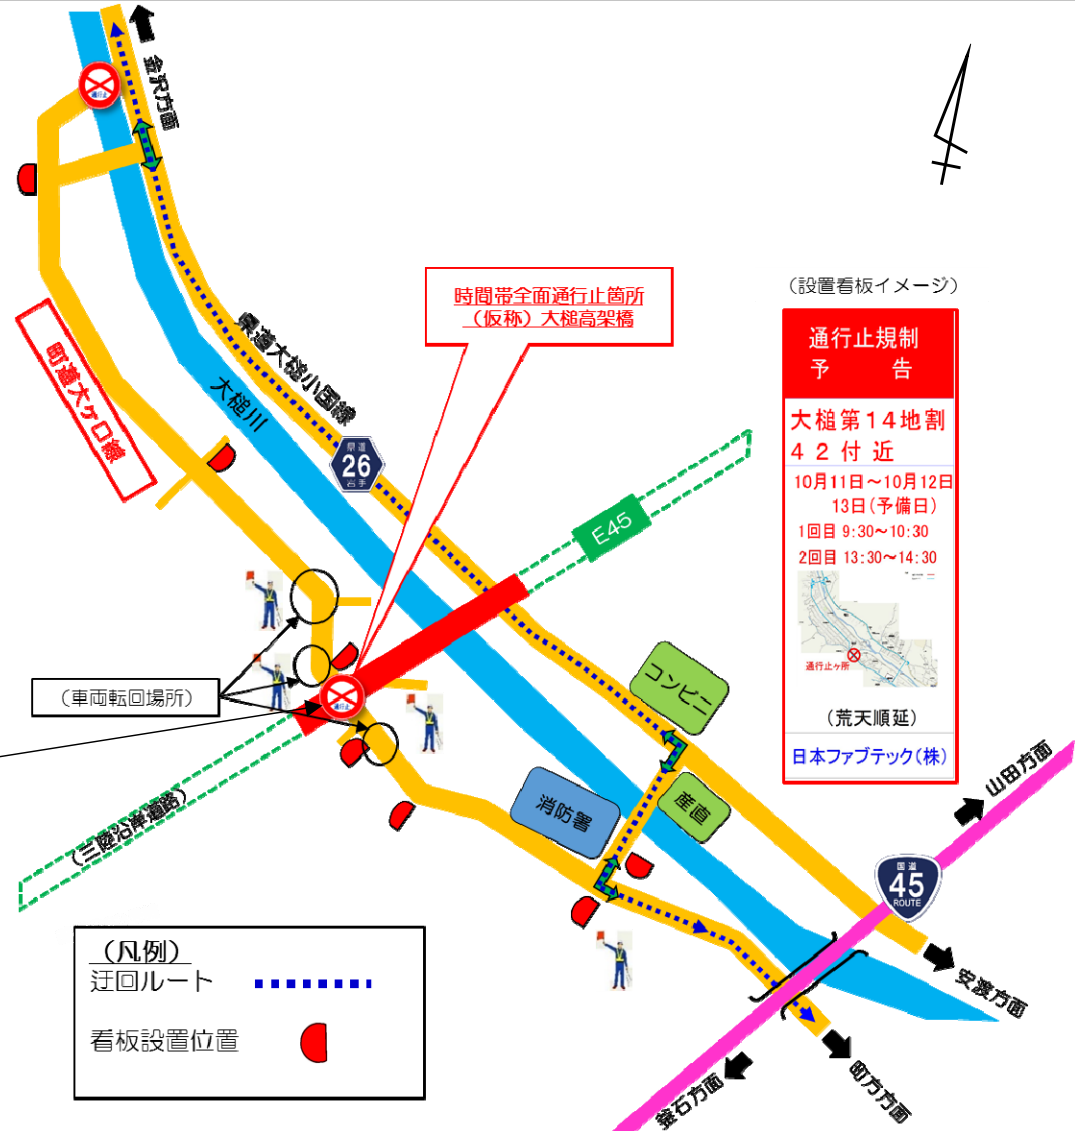 金沢方面
通行止
町道大ケ口線
大槌川
県道大槌小国線
県道
26
岩手
時間帯全面通行止箇所
（仮称）大槌高架橋
E45
（設置看板イメージ）
通行止規制
予　　告
大槌第14地割
42付近
10月11日～10月12日
13日(予備日)
1回目 9:30～10:30
2回目 13:30～14:30
通行止ヶ所
(荒天順延)
日本ファブテック(株)
（車両転回場所）
通行止
コンビニ
産直
消防署
（三陸沿岸道路）
山田方面
国道
45
ROUTE
安渡方面
町方方面
釜石方面
（凡例）
迂回ルート
看板設置位置